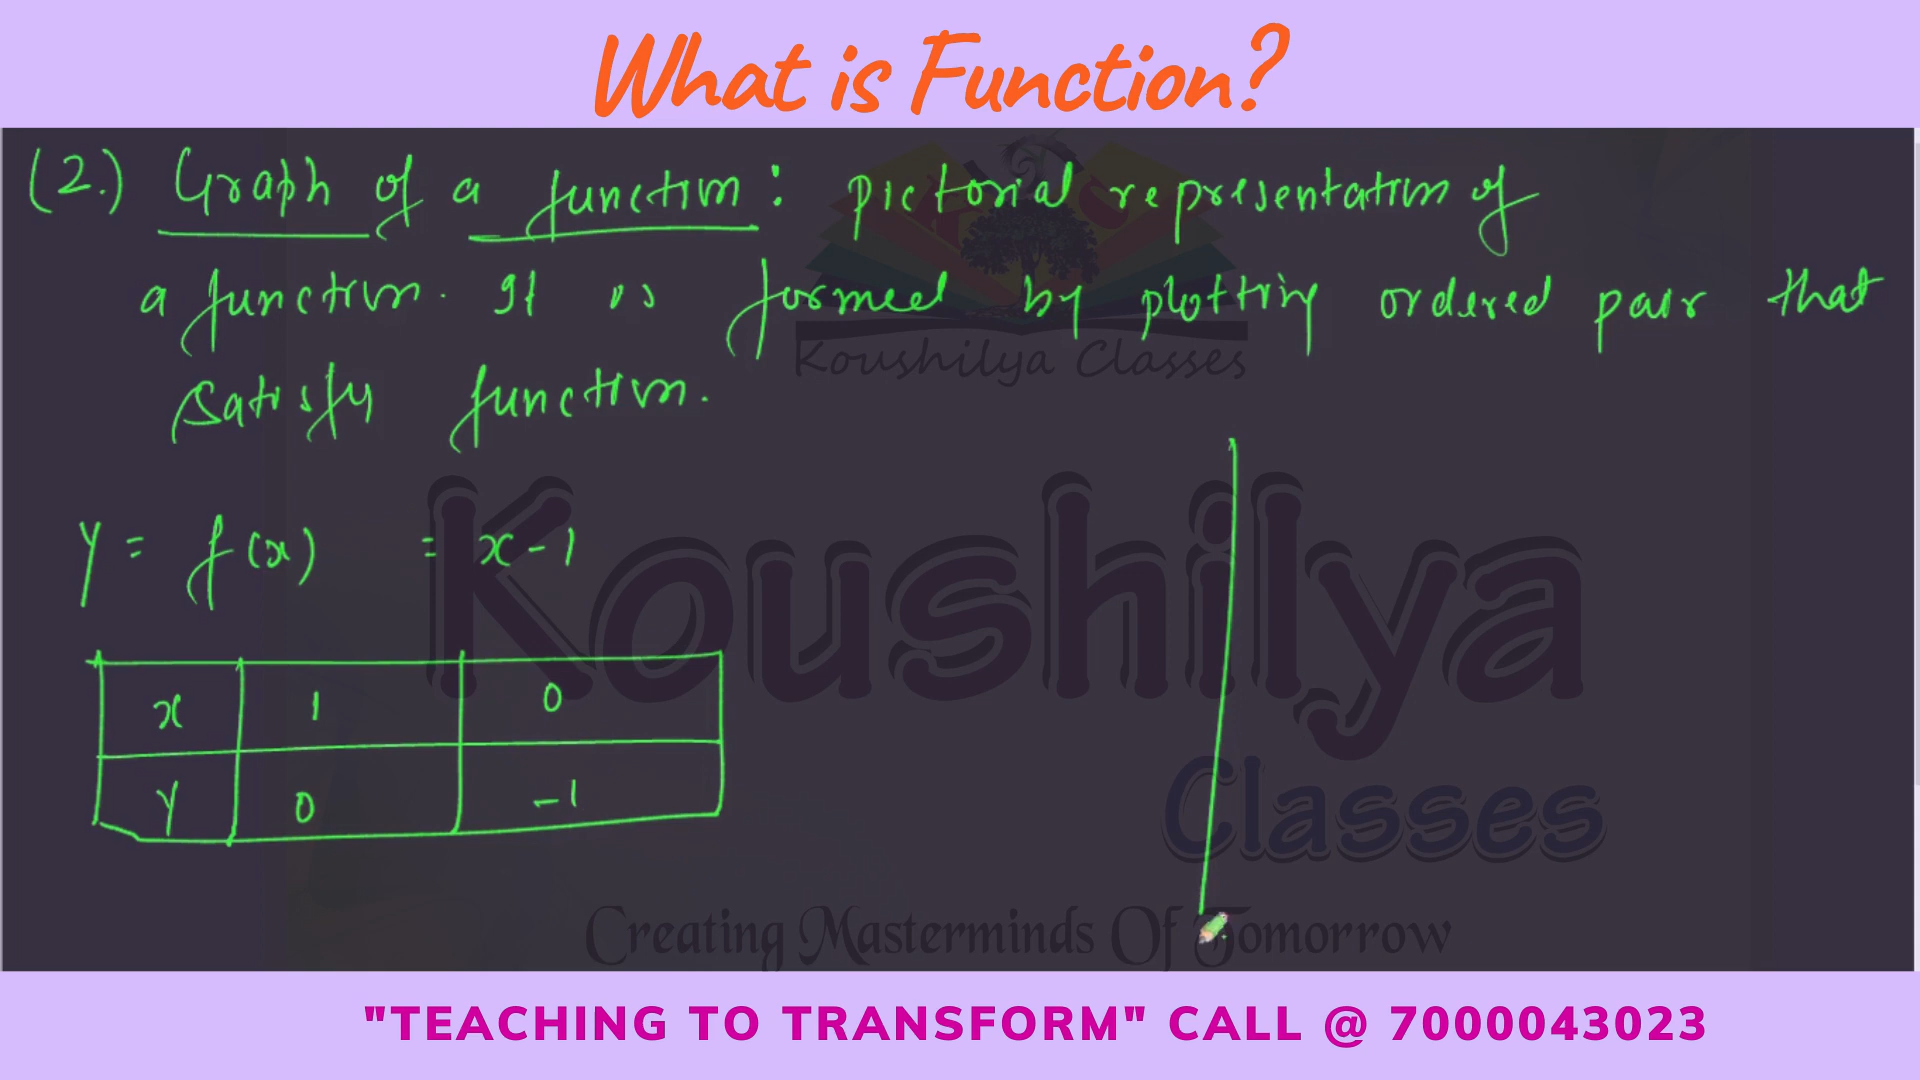 What is Function?
(2.) Graph of a function: pictorial representation of
a function. It is formed by plotting ordered pair that
Koushilya Classes
satisfy function.
Y = f(x) = x-1
Koushilya
x 1 0
Y 0 -1
Classes
Creating Masterminds Of Tomorrow
"TEACHING TO TRANSFORM" CALL @ 7000043023